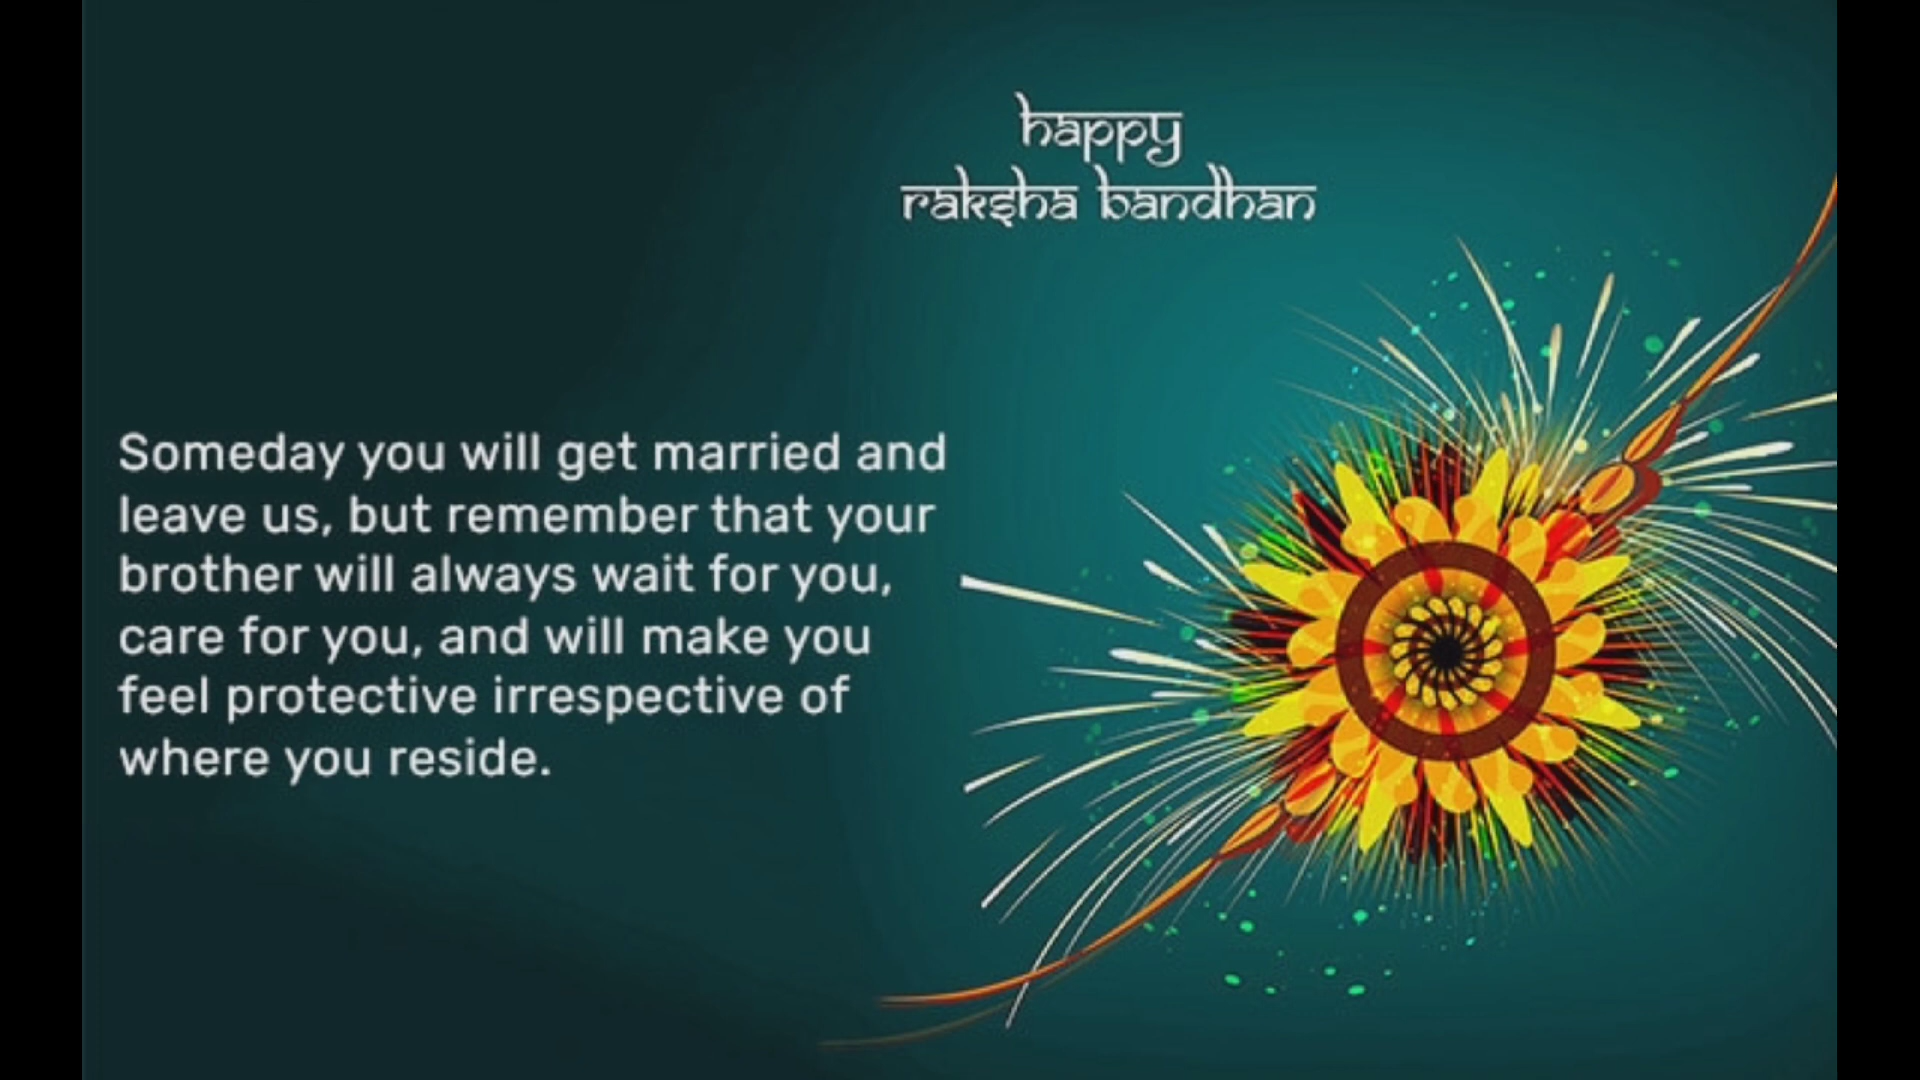 happy
raksha bandhan
Someday you will get married and
leave us, but remember that your
brother will always wait for you,
care for you, and will make you
feel protective irrespective of
where you reside.